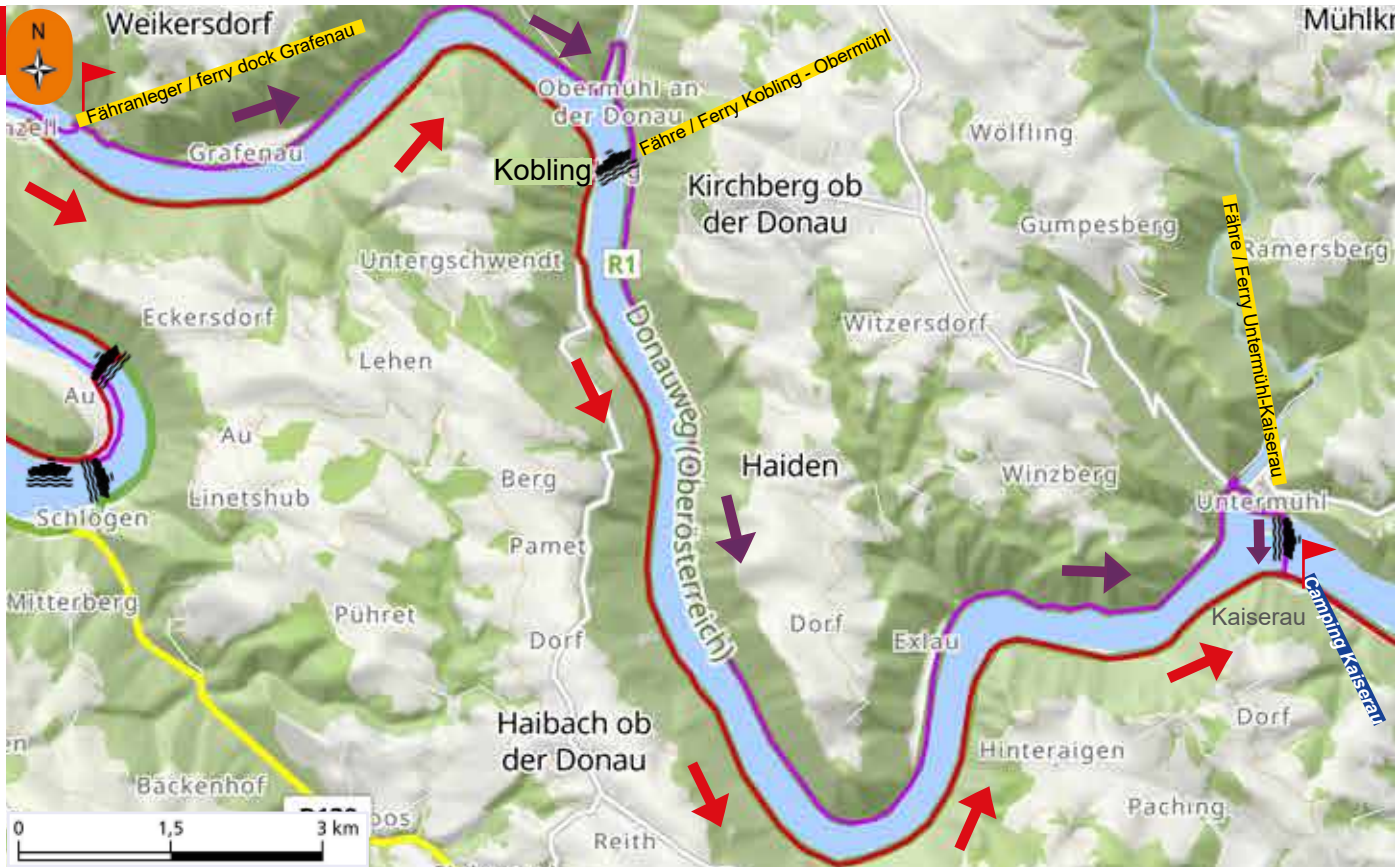 N
Weikersdorf
Mühlkr
Fähranleger / ferry dock Grafenau
nzell
Grafenau
Obermühl an
der Donau
Fähre / Ferry Kobling - Obermühl
Kobling
Wölfling
Kirchberg ob
der Donau
Gumpesberg
Fähre / Ferry Untermühl-Kaiserau
Ramersberg
Untergschwendt
R1
Eckersdorf
Lehen
Witzersdorf
Donauweg (Oberösterreich)
Au
Au
Haiden
Berg
Winzberg
Linetshub
Untermühl
Schlögen
Pamet
Mitterberg
Pühret
Dorf
Dorf
Exlau
Kaiserau
Camping Kaiserau
Haibach ob
der Donau
Dorf
en
Hinteraigen
Backenhof
Paching
oos
Reith
0 1,5 3 km